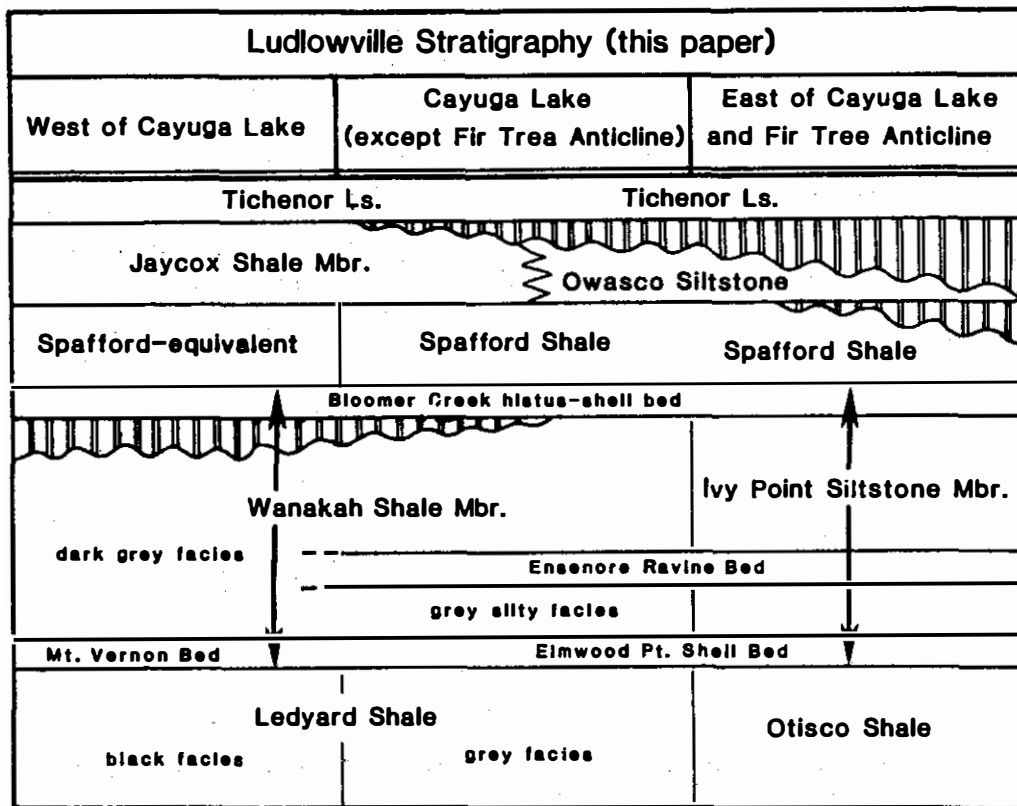 Ludlowville Stratigraphy (this paper)
West of Cayuga Lake
Cayuga Lake
(except Fir Trea Anticline)
East of Cayuga Lake
and Fir Tree Anticline
Tichenor Ls.
Tichenor Ls.
Jaycox Shale Mbr.
Owasco Siltstone
Spafford-equivalent
Spafford Shale
Spafford Shale
Bloomer Creek hiatus-shell bed
Wanakah Shale Mbr.
Ivy Point Siltstone Mbr.
dark grey facies
Ensenore Ravine Bed
grey silty facies
Mt. Vernon Bed
Elmwood Pt. Shell Bed
Ledyard Shale
Otisco Shale
black facies
grey facies